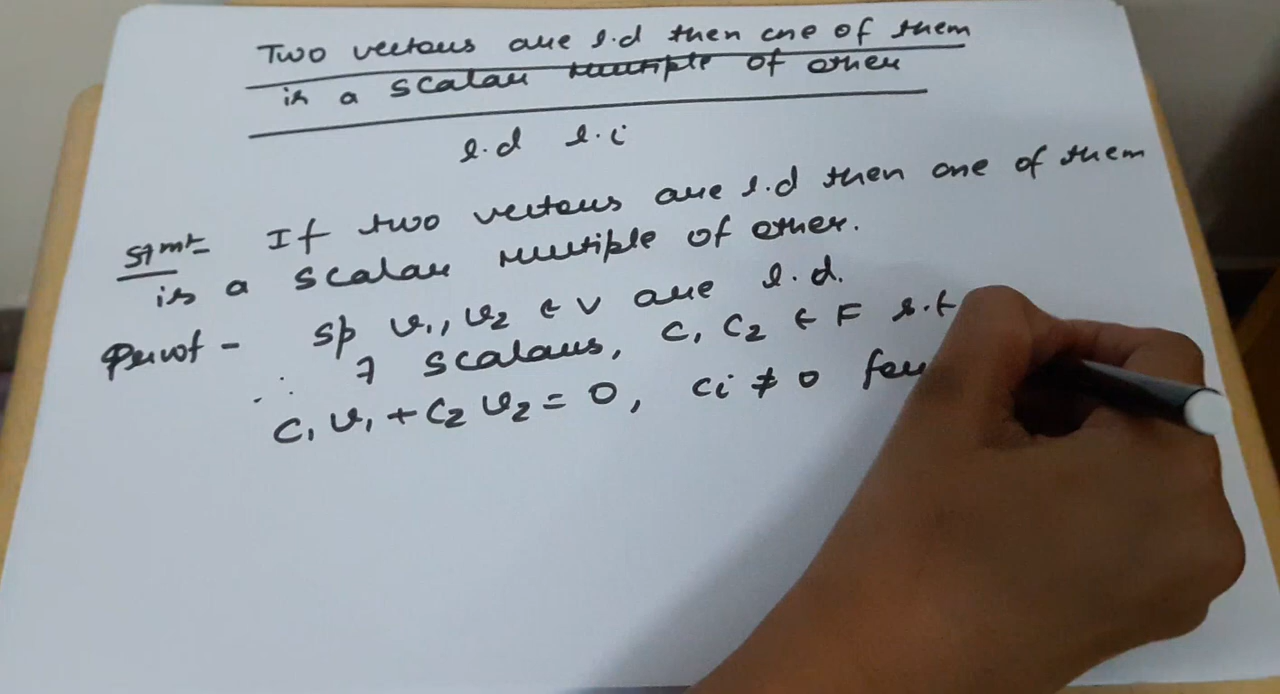 Two vectors are l.d then one of them
is a scalar multiple of other
l.d l.i
Stmt- If two vectors are l.d then one of them
is a scalar multiple of other.
Proof - Sp v₁, v₂ ∈ V are l.d.
∴ ∃ scalars, C₁ C₂ ∈ F s.t
C₁ v₁ + C₂ v₂ = 0, Ci ≠ 0 for